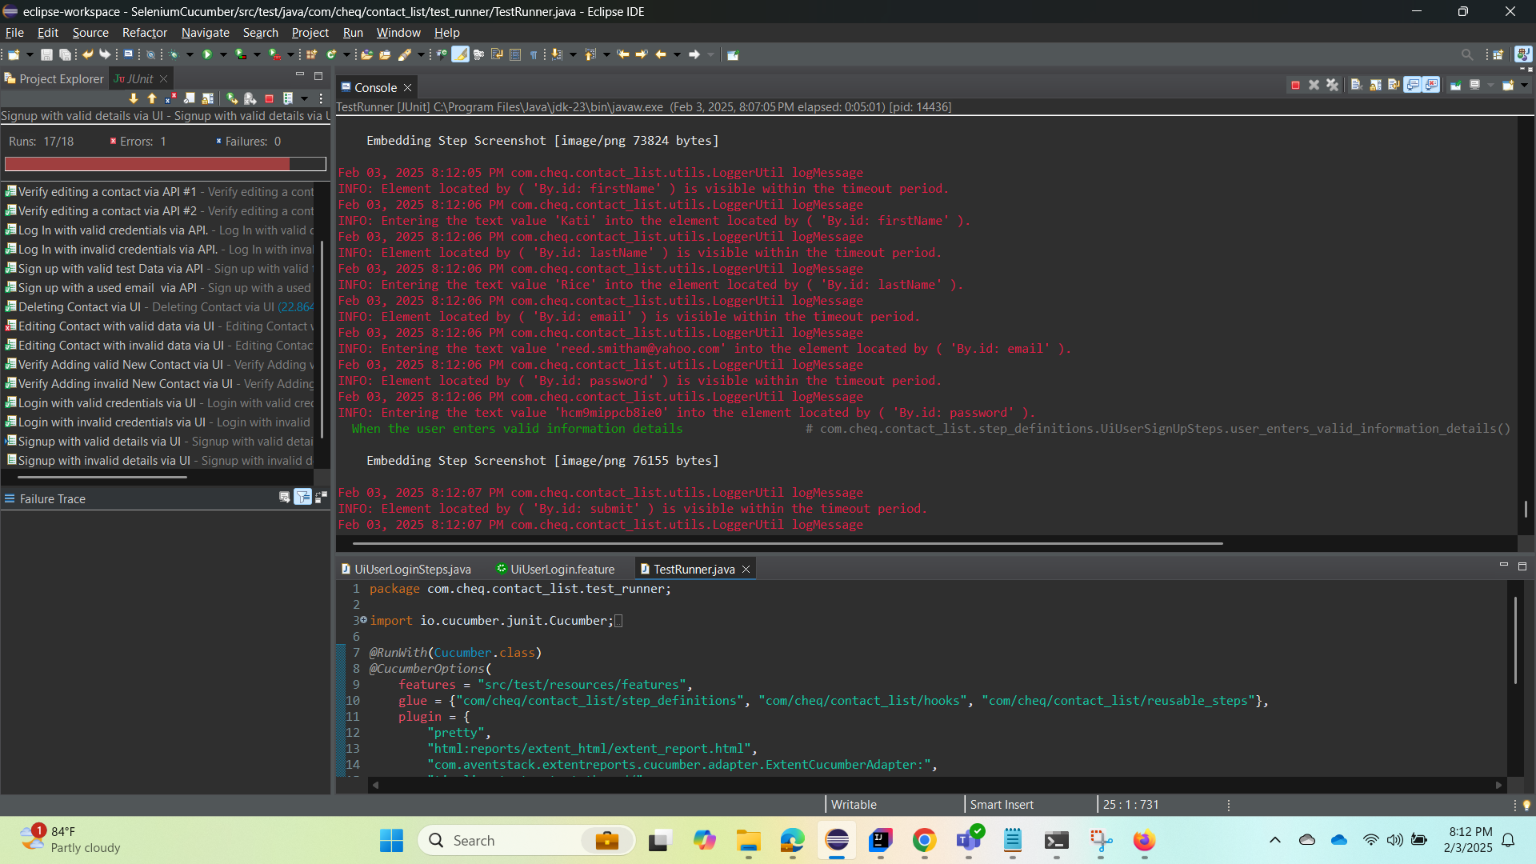 eclipse-workspace - SeleniumCucumber/src/test/java/com/cheq/contact_list/test_runner/TestRunner.java - Eclipse IDE
File Edit Source Refactor Navigate Search Project Run Window Help
Project Explorer JUnit
Signup with valid details via UI - Signup with valid details via U
Runs: 17/18 Errors: 1 Failures: 0
Verify editing a contact via API #1 - Verify editing a cont
Verify editing a contact via API #2 - Verify editing a cont
Log In with valid credentials via API. - Log In with valid c
Log In with invalid credentials via API. - Log In with inva
Sign up with valid test Data via API - Sign up with valid
Sign up with a used email via API - Sign up with a used
Deleting Contact via UI - Deleting Contact via UI (22.864
Editing Contact with valid data via UI - Editing Contact v
Editing Contact with invalid data via UI - Editing Contac
Verify Adding valid New Contact via UI - Verify Adding v
Verify Adding invalid New Contact via UI - Verify Adding
Login with valid credentials via UI - Login with valid cred
Login with invalid credentials via UI - Login with invalid
Signup with valid details via UI - Signup with valid detai
Signup with invalid details via UI - Signup with invalid d
Failure Trace
Console
TestRunner [JUnit] C:\Program Files\Java\jdk-23\bin\javaw.exe (Feb 3, 2025, 8:07:05 PM elapsed: 0:05:01) [pid: 14436]
Embedding Step Screenshot [image/png 73824 bytes]
Feb 03, 2025 8:12:05 PM com.cheq.contact_list.utils.LoggerUtil logMessage
INFO: Element located by ( 'By.id: firstName' ) is visible within the timeout period.
Feb 03, 2025 8:12:06 PM com.cheq.contact_list.utils.LoggerUtil logMessage
INFO: Entering the text value 'Kati' into the element located by ( 'By.id: firstName' ).
Feb 03, 2025 8:12:06 PM com.cheq.contact_list.utils.LoggerUtil logMessage
INFO: Element located by ( 'By.id: lastName' ) is visible within the timeout period.
Feb 03, 2025 8:12:06 PM com.cheq.contact_list.utils.LoggerUtil logMessage
INFO: Entering the text value 'Rice' into the element located by ( 'By.id: lastName' ).
Feb 03, 2025 8:12:06 PM com.cheq.contact_list.utils.LoggerUtil logMessage
INFO: Element located by ( 'By.id: email' ) is visible within the timeout period.
Feb 03, 2025 8:12:06 PM com.cheq.contact_list.utils.LoggerUtil logMessage
INFO: Entering the text value 'reed.smitham@yahoo.com' into the element located by ( 'By.id: email' ).
Feb 03, 2025 8:12:06 PM com.cheq.contact_list.utils.LoggerUtil logMessage
INFO: Element located by ( 'By.id: password' ) is visible within the timeout period.
Feb 03, 2025 8:12:06 PM com.cheq.contact_list.utils.LoggerUtil logMessage
INFO: Entering the text value 'hcm9mippcb8ie0' into the element located by ( 'By.id: password' ).
When the user enters valid information details # com.cheq.contact_list.step_definitions.UiUserSignUpSteps.user_enters_valid_information_details()
Embedding Step Screenshot [image/png 76155 bytes]
Feb 03, 2025 8:12:07 PM com.cheq.contact_list.utils.LoggerUtil logMessage
INFO: Element located by ( 'By.id: submit' ) is visible within the timeout period.
Feb 03, 2025 8:12:07 PM com.cheq.contact_list.utils.LoggerUtil logMessage
UiUserLoginSteps.java UiUserLogin.feature TestRunner.java
1 package com.cheq.contact_list.test_runner;
2
3 import io.cucumber.junit.Cucumber;
6
7 @RunWith(Cucumber.class)
8 @CucumberOptions(
9 features = "src/test/resources/features",
10 glue = {"com/cheq/contact_list/step_definitions", "com/cheq/contact_list/hooks", "com/cheq/contact_list/reusable_steps"},
11 plugin = {
12 "pretty",
13 "html:reports/extent_html/extent_report.html",
14 "com.aventstack.extentreports.cucumber.adapter.ExtentCucumberAdapter:",
Writable Smart Insert 25 : 1 : 731
1 84°F
Partly cloudy
Search
8:12 PM
2/3/2025